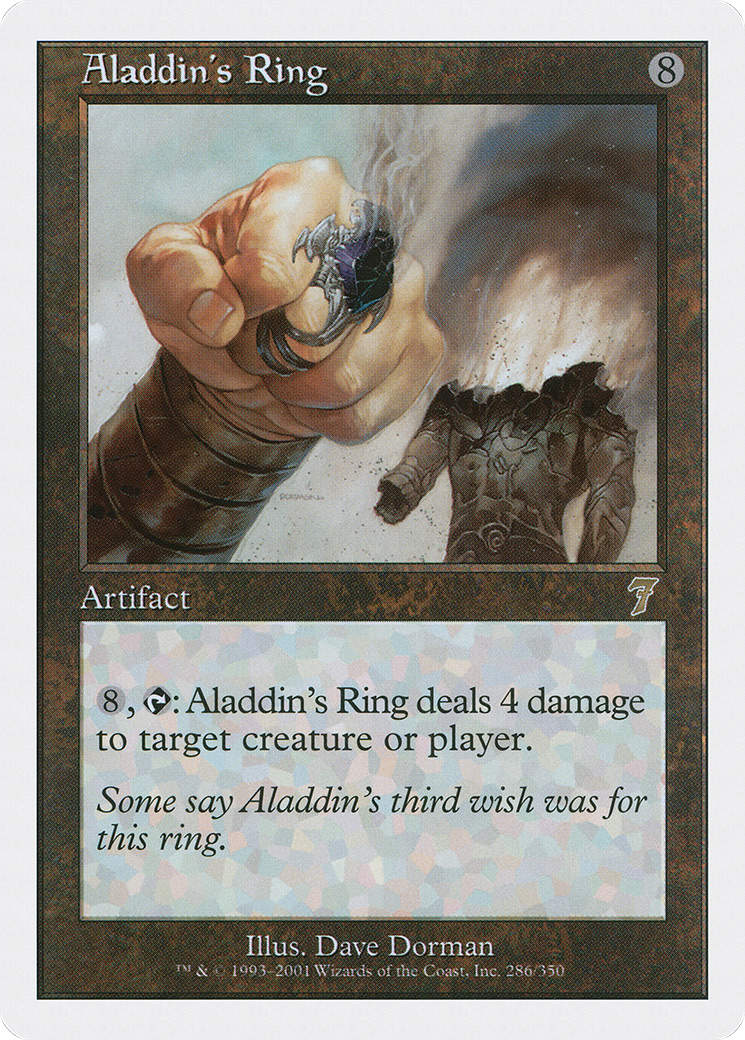 Aladdin's Ring
8
Artifact
7
8, : Aladdin's Ring deals 4 damage
to target creature or player.
Some say Aladdin's third wish was for
this ring.
Illus. Dave Dorman
™ & © 1993–2001 Wizards of the Coast, Inc. 286/350